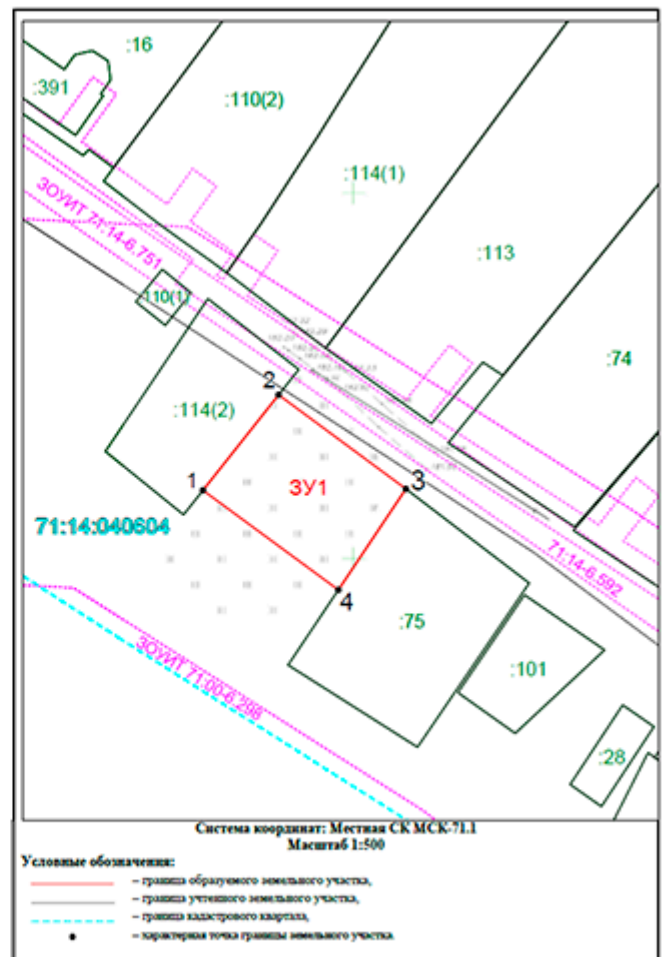 :16
:391
:110(2)
:114(1)
ЗОУИТ 71:14-6.751
:113
110(1)
:74
2
:114(2)
1
ЗУ1
3
71:14:040604
71:14-6.592
4
:75
ЗОУИТ 71:00-6.298
:101
:28
Система координат: Местная СК МСК-71.1
Масштаб 1:500
Условные обозначения:
– граница образуемого земельного участка,
– граница учтенного земельного участка,
– граница кадастрового квартала,
– характерная точка границы земельного участка